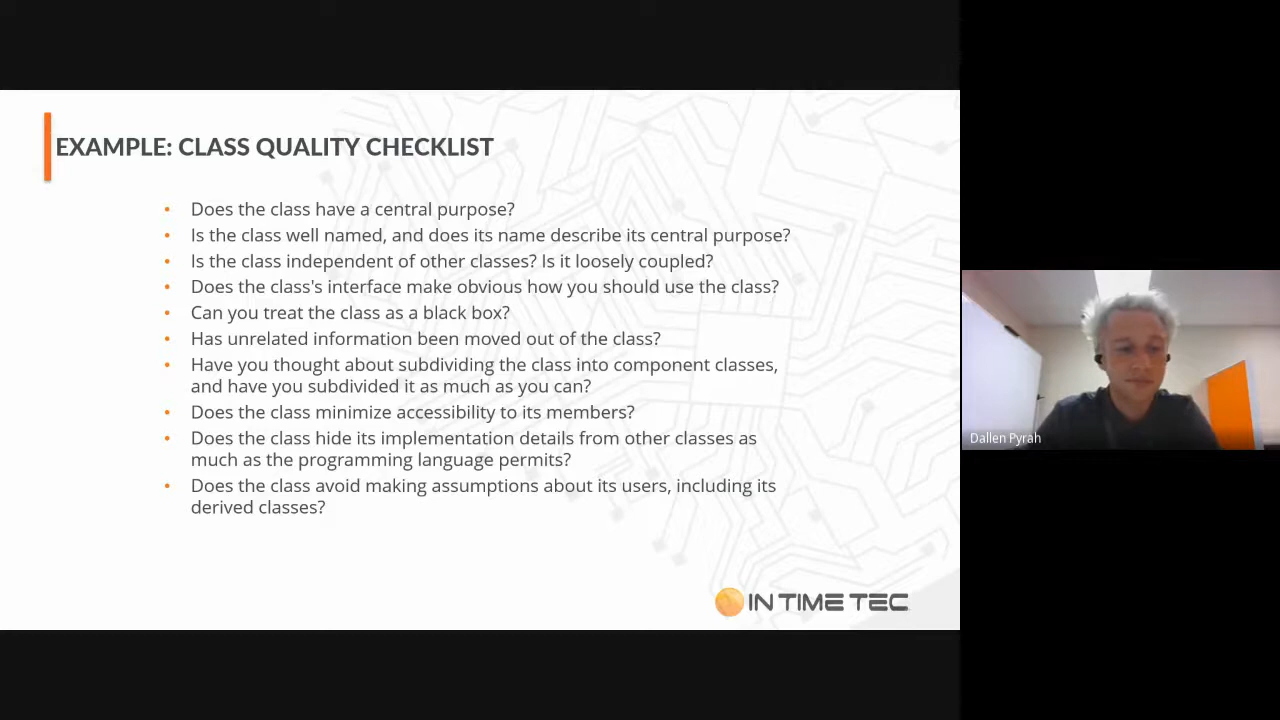 EXAMPLE: CLASS QUALITY CHECKLIST
• Does the class have a central purpose?
• Is the class well named, and does its name describe its central purpose?
• Is the class independent of other classes? Is it loosely coupled?
• Does the class's interface make obvious how you should use the class?
• Can you treat the class as a black box?
• Has unrelated information been moved out of the class?
• Have you thought about subdividing the class into component classes,
and have you subdivided it as much as you can?
• Does the class minimize accessibility to its members?
• Does the class hide its implementation details from other classes as
much as the programming language permits?
• Does the class avoid making assumptions about its users, including its
derived classes?
IN TIME TEC
Dallen Pyrah